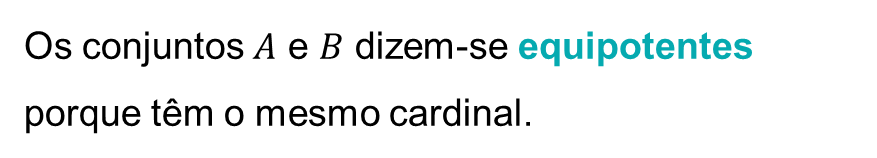 Os conjuntos A e B dizem-se equipotentes
porque têm o mesmo cardinal.